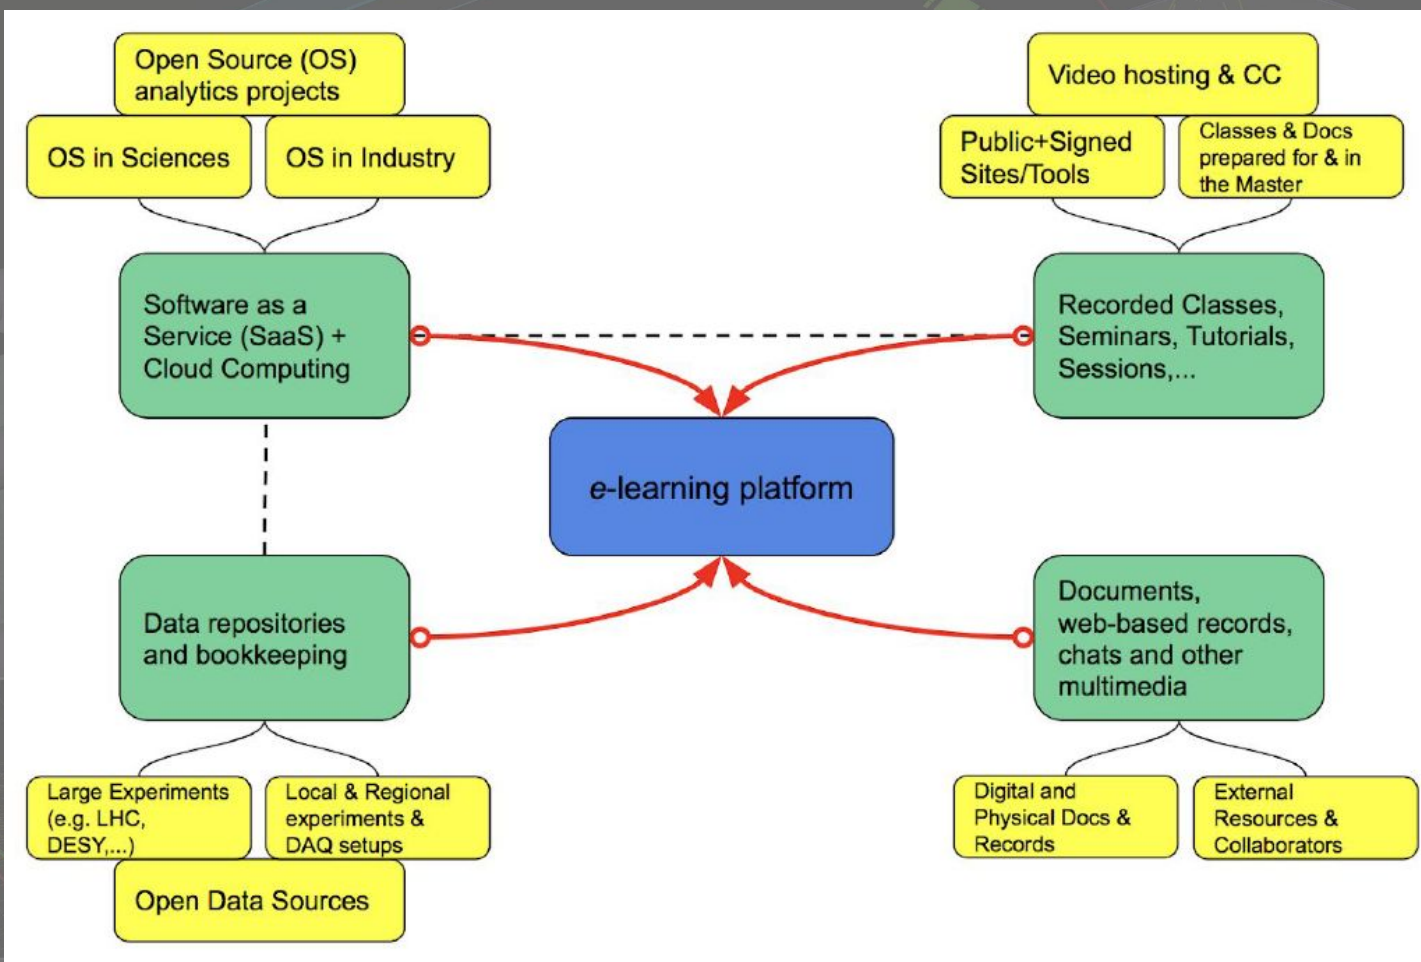 Open Source (OS)
analytics projects
OS in Sciences
OS in Industry
Software as a
Service (SaaS) +
Cloud Computing
Video hosting & CC
Public+Signed
Sites/Tools
Classes & Docs
prepared for & in
the Master
Recorded Classes,
Seminars, Tutorials,
Sessions,...
e-learning platform
Data repositories
and bookkeeping
Large Experiments
(e.g. LHC,
DESY,...)
Local & Regional
experiments &
DAQ setups
Open Data Sources
Documents,
web-based records,
chats and other
multimedia
Digital and
Physical Docs &
Records
External
Resources &
Collaborators